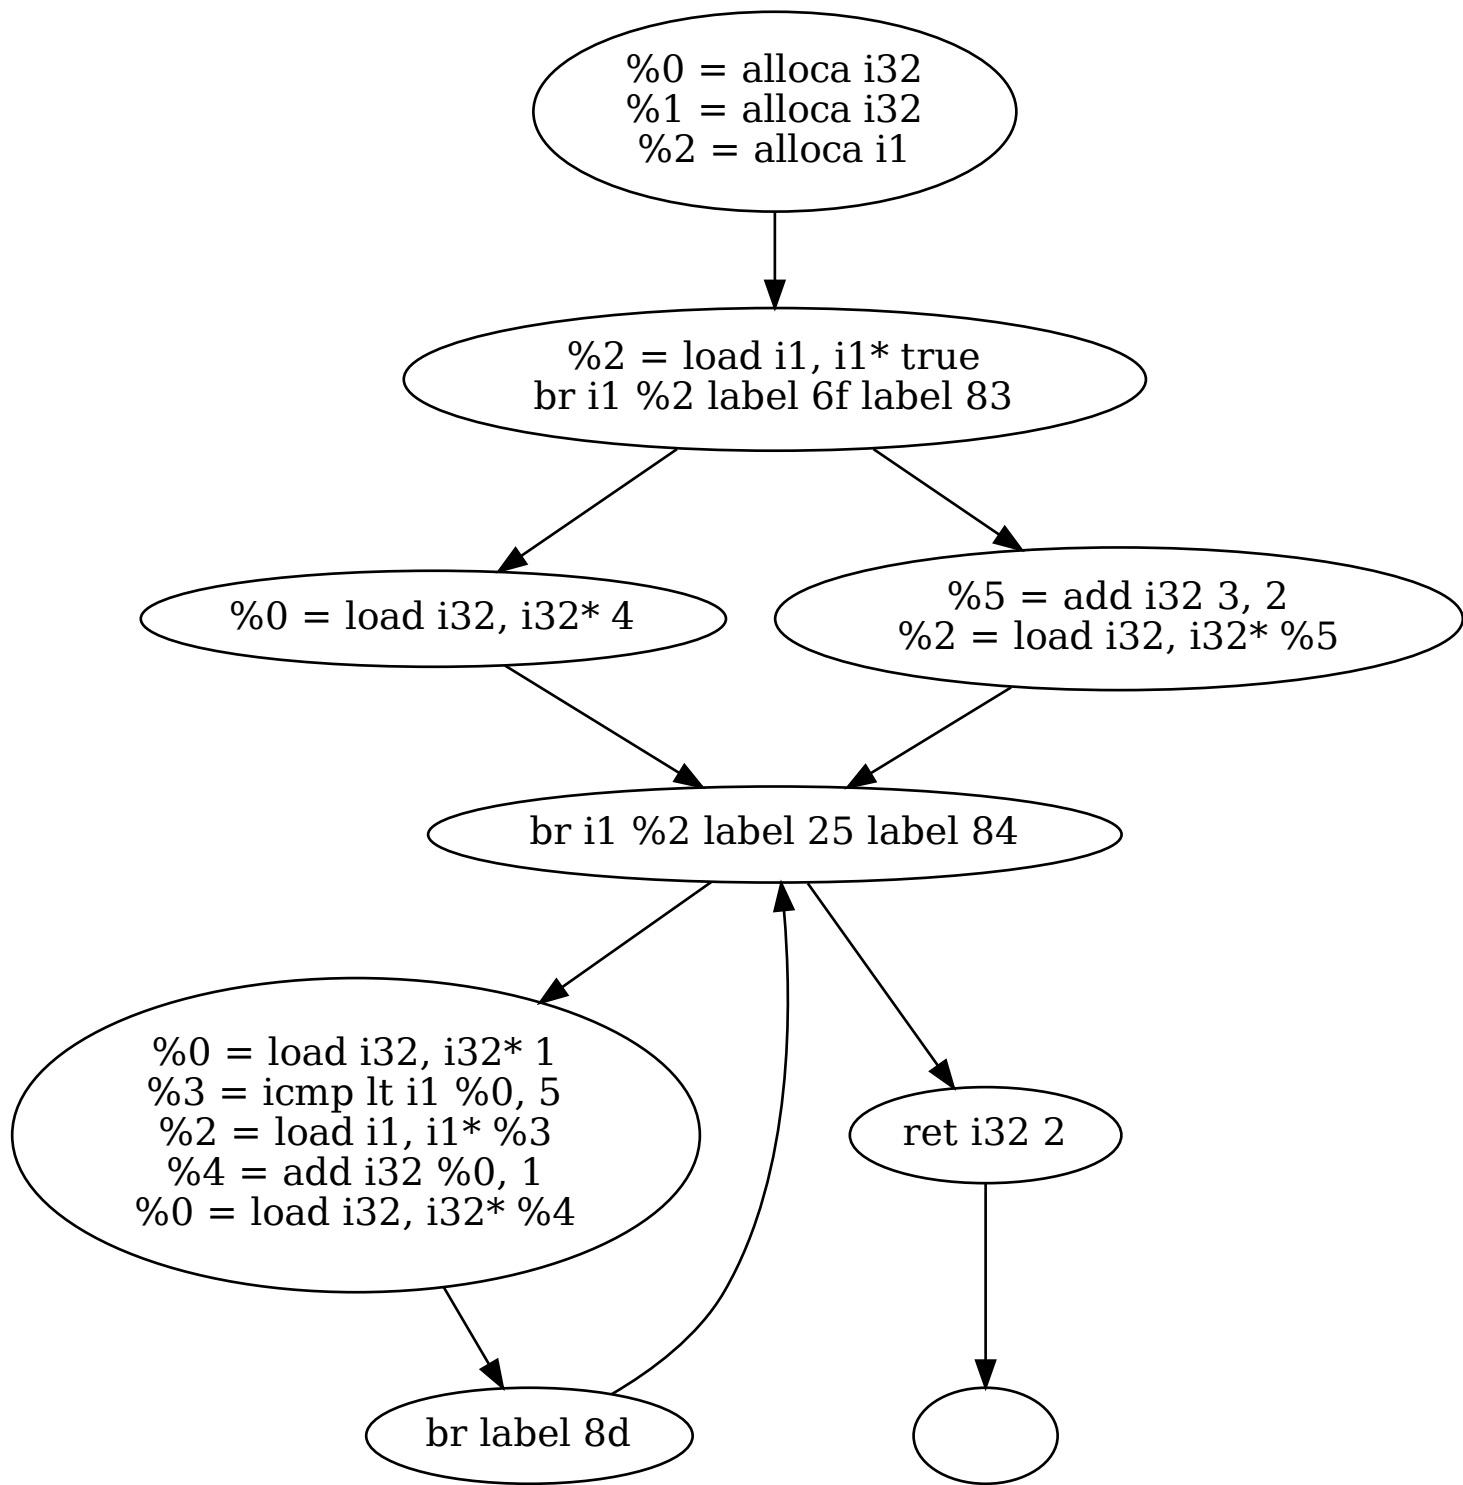 %0 = alloca i32
%1 = alloca i32
%2 = alloca i1
%2 = load i1, i1* true
br i1 %2 label 6f label 83
%0 = load i32, i32* 4
%5 = add i32 3, 2
%2 = load i32, i32* %5
br i1 %2 label 25 label 84
%0 = load i32, i32* 1
%3 = icmp lt i1 %0, 5
%2 = load i1, i1* %3
%4 = add i32 %0, 1
%0 = load i32, i32* %4
ret i32 2
br label 8d